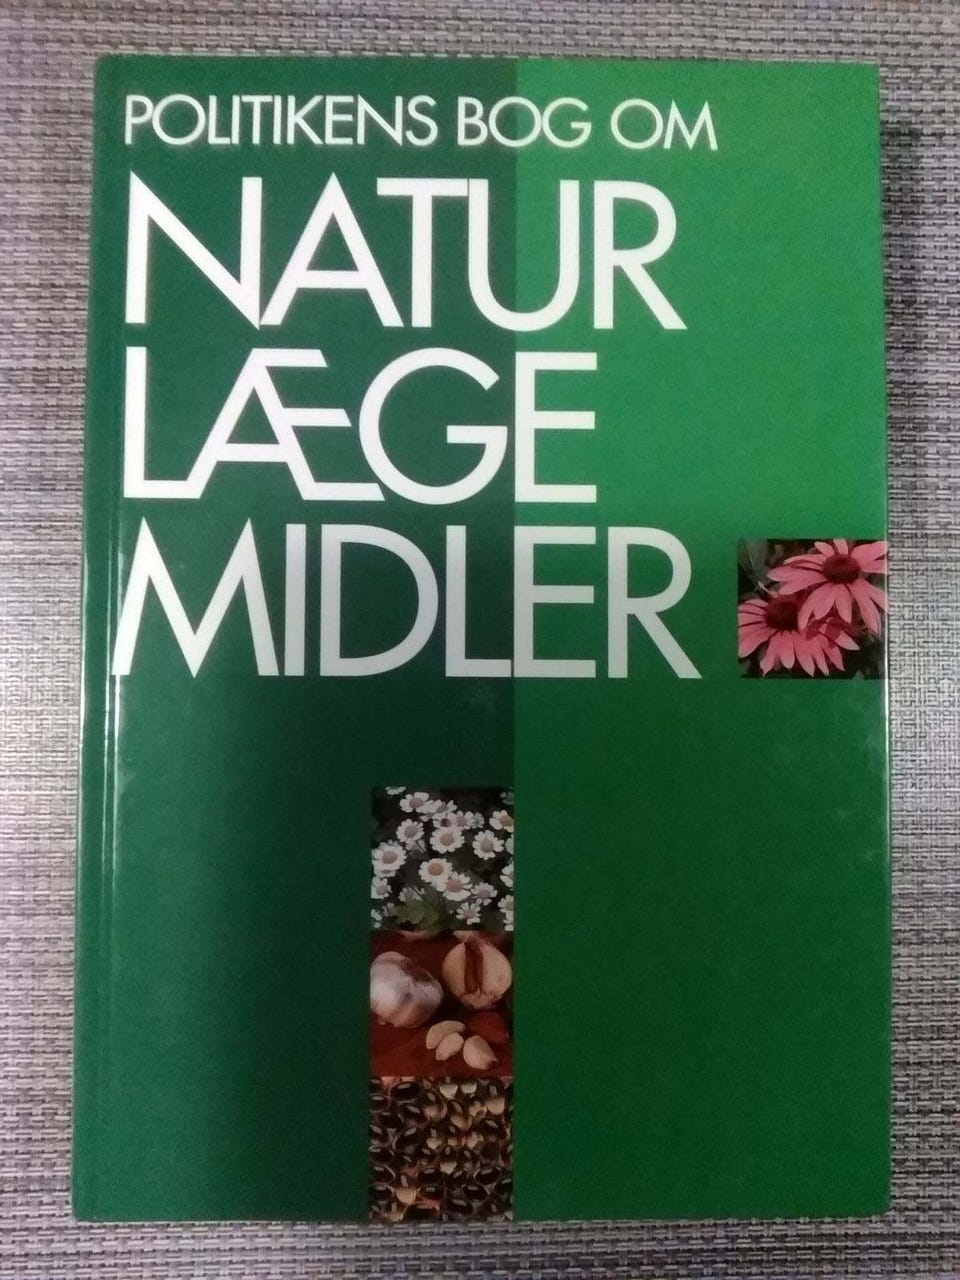 POLITIKENS BOG OM
NATUR
LÆGE
MIDLER